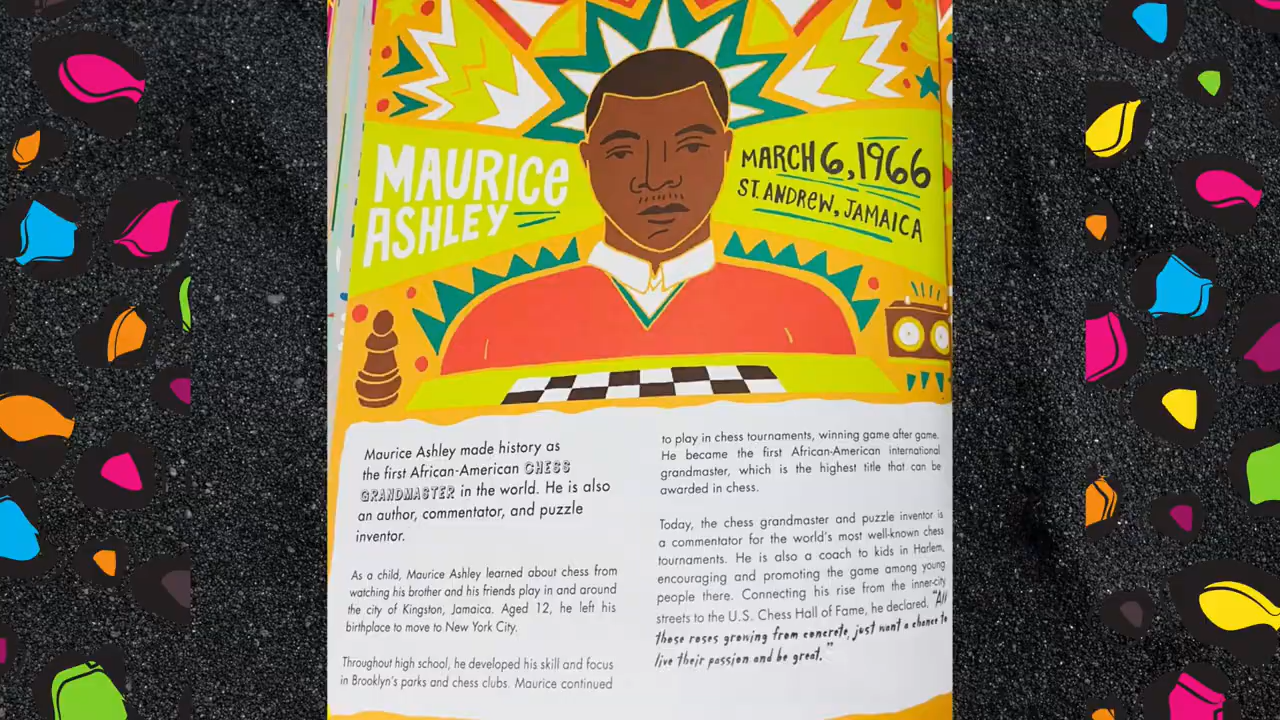 MAURICE
ASHLEY
MARCH 6, 1966
ST. ANDREW, JAMAICA
Maurice Ashley made history as
the first African-American CHESS
GRANDMASTER in the world. He is also
an author, commentator, and puzzle
inventor.
As a child, Maurice Ashley learned about chess from
watching his brother and his friends play in and around
the city of Kingston, Jamaica. Aged 12, he left his
birthplace to move to New York City.
Throughout high school, he developed his skill and focus
in Brooklyn's parks and chess clubs. Maurice continued
to play in chess tournaments, winning game after game.
He became the first African-American international
grandmaster, which is the highest title that can be
awarded in chess.
Today, the chess grandmaster and puzzle inventor is
a commentator for the world's most well-known chess
tournaments. He is also a coach to kids in Harlem,
encouraging and promoting the game among young
people there. Connecting his rise from the inner-city
streets to the U.S. Chess Hall of Fame, he declared, "All
those roses growing from concrete, just want a chance to
live their passion and be great."